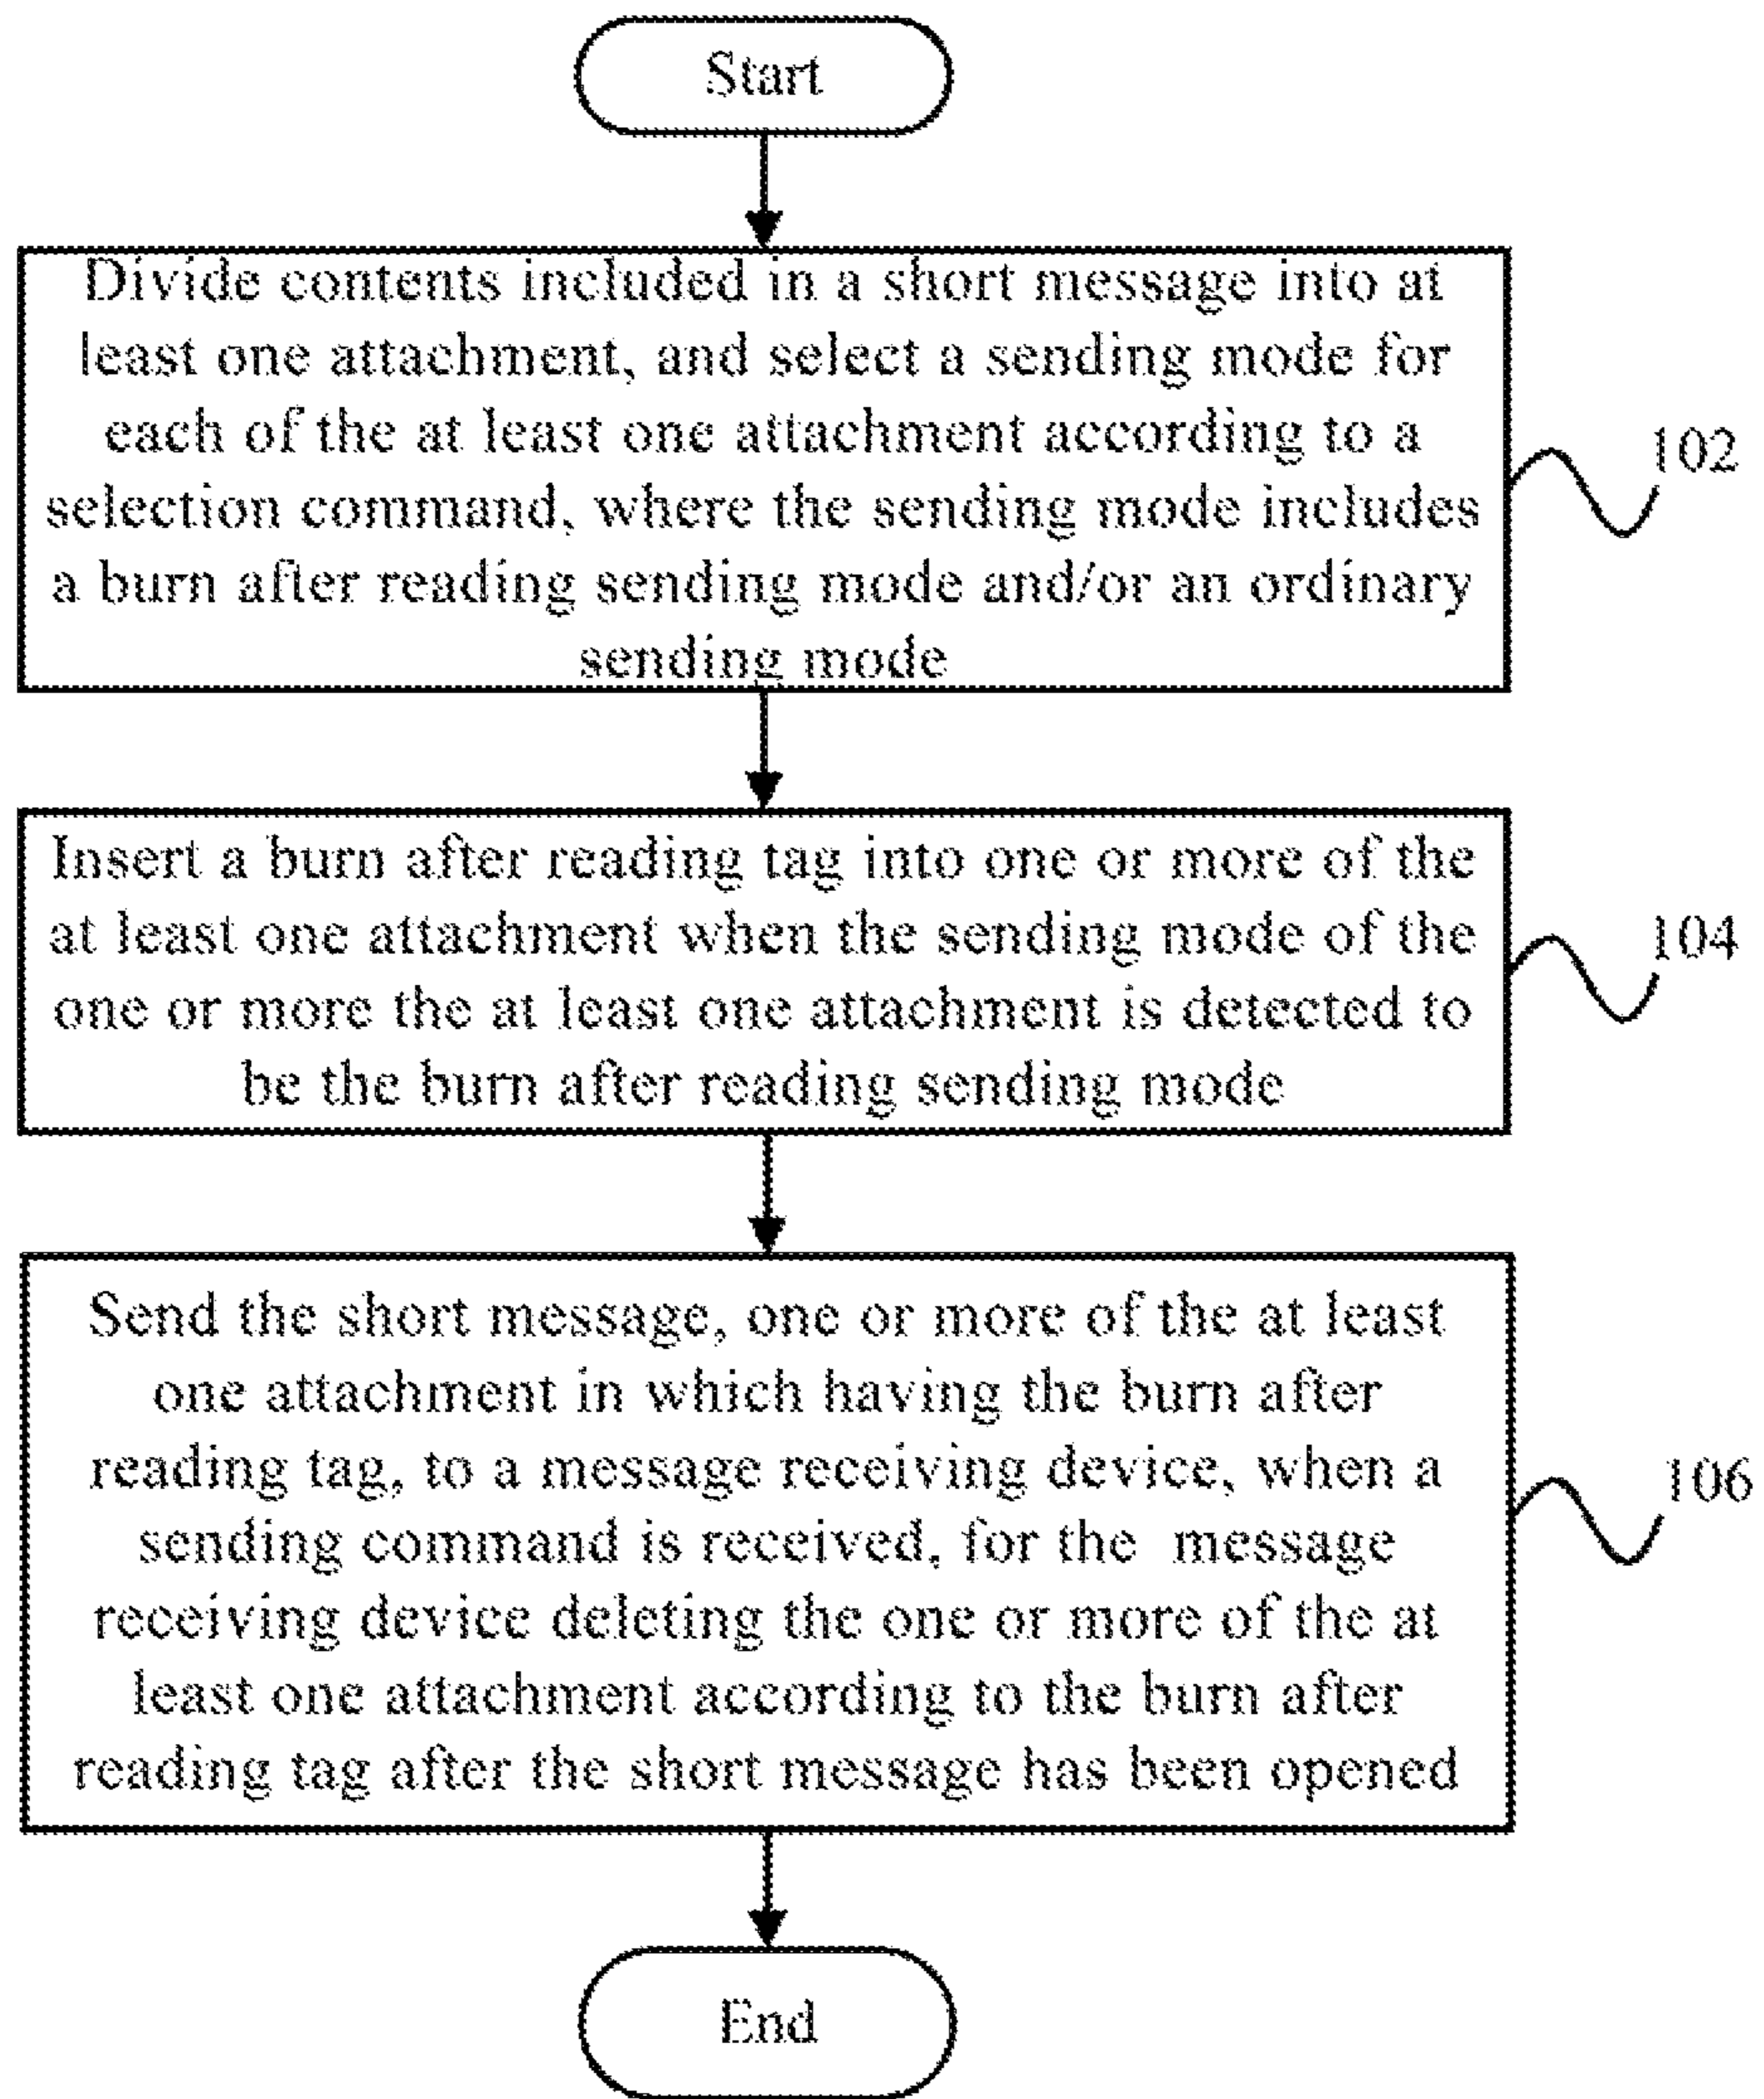 Start
Divide contents included in a short message into at
least one attachment, and select a sending mode for
each of the at least one attachment according to a
selection command, where the sending mode includes
a burn after reading sending mode and/or an ordinary
sending mode
102
Insert a burn after reading tag into one or more of the
at least one attachment when the sending mode of the
one or more the at least one attachment is detected to
be the burn after reading sending mode
104
Send the short message, one or more of the at least
one attachment in which having the burn after
reading tag, to a message receiving device, when a
sending command is received, for the message
receiving device deleting the one or more of the at
least one attachment according to the burn after
reading tag after the short message has been opened
106
End